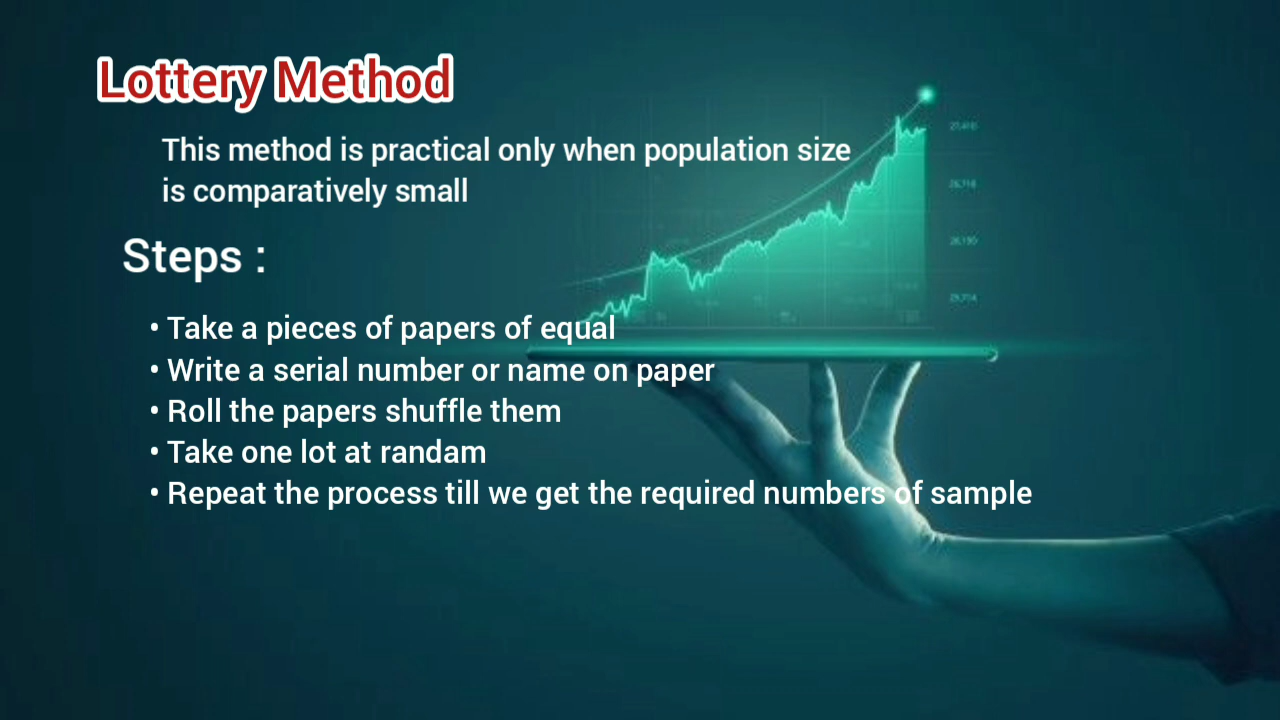 Lottery Method
This method is practical only when population size
is comparatively small
Steps :
• Take a pieces of papers of equal
• Write a serial number or name on paper
• Roll the papers shuffle them
• Take one lot at randam
• Repeat the process till we get the required numbers of sample